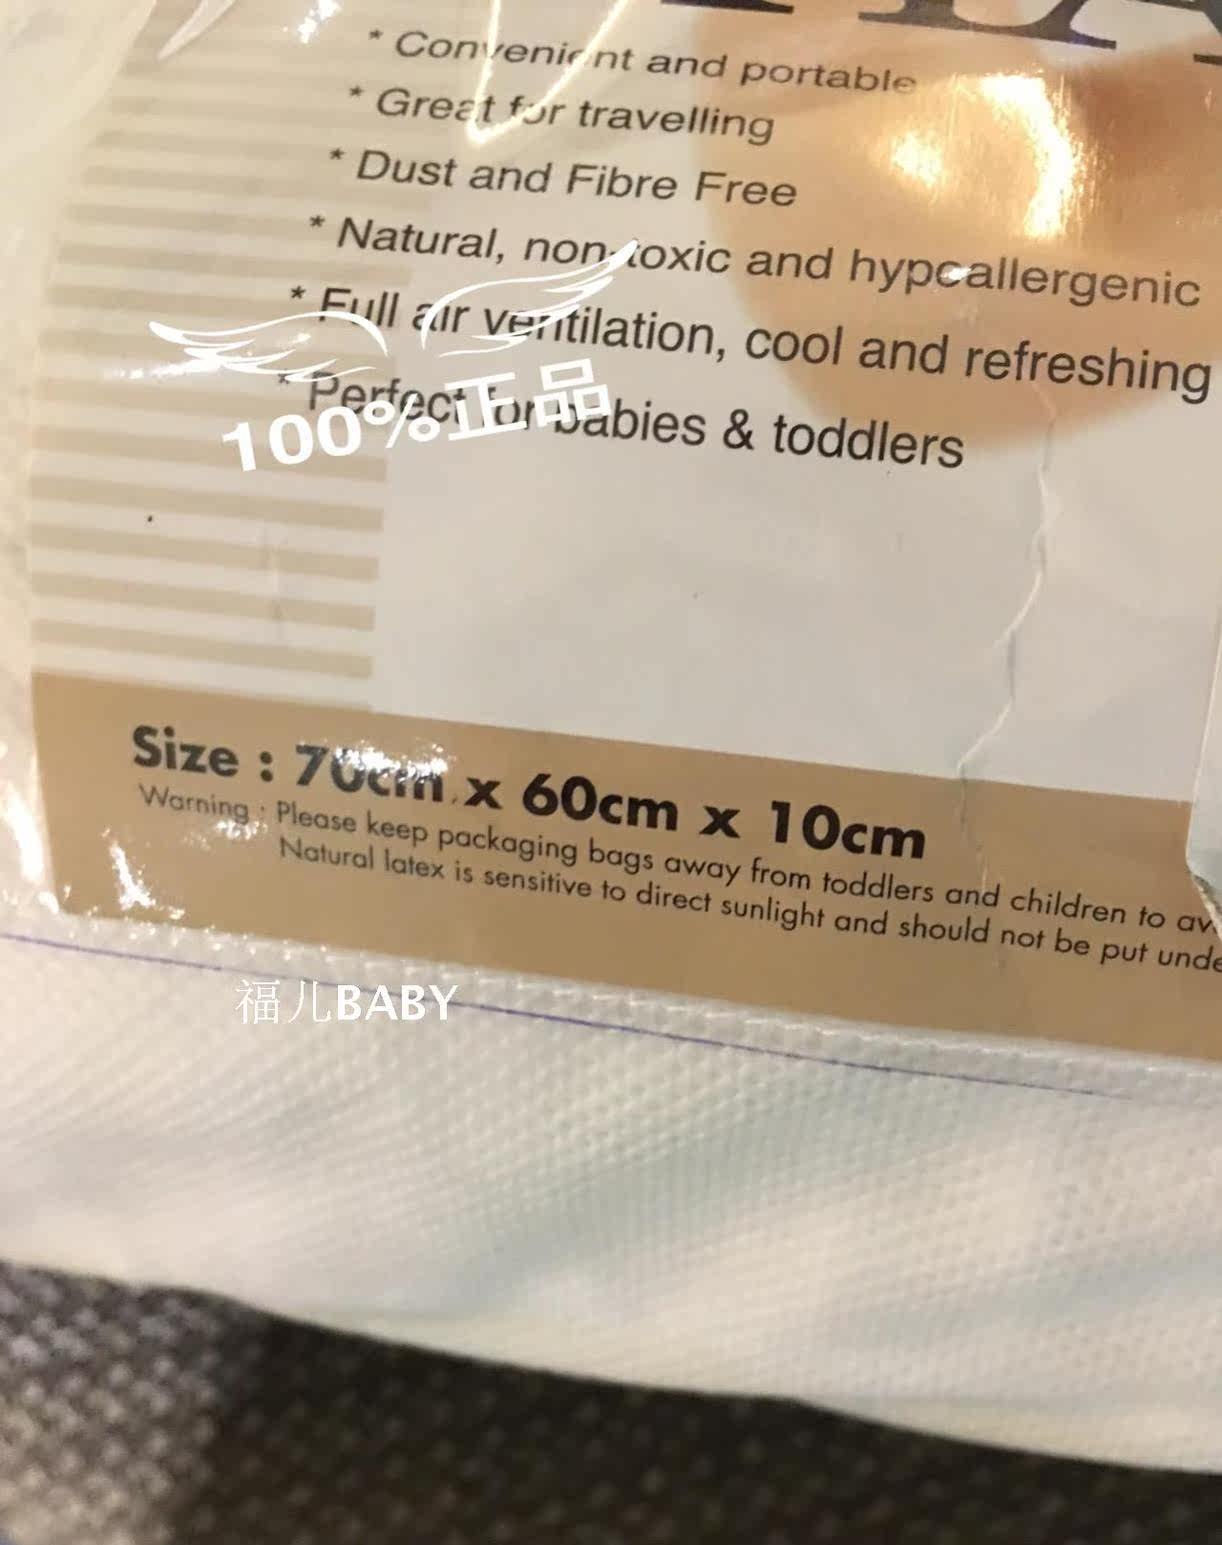 * Convenient and portable
* Great for travelling
* Dust and Fibre Free
* Natural, non-toxic and hypoallergenic
* Full air ventilation, cool and refreshing
* Perfect for babies & toddlers
100%正品
Size : 70cm x 60cm x 10cm
Warning : Please keep packaging bags away from toddlers and children to av
Natural latex is sensitive to direct sunlight and should not be put unde
福儿BABY